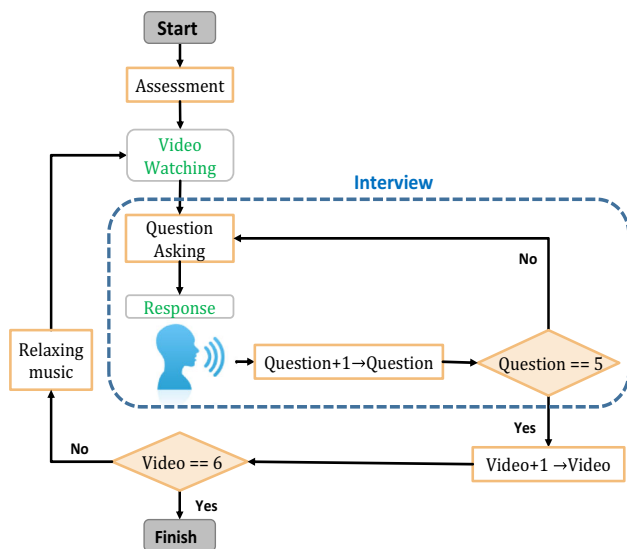 Start
Assessment
Video
Watching
Interview
Question
Asking
No
Response
Relaxing
music
Question+1→Question
Question == 5
Yes
No
Video == 6
Video+1 →Video
Yes
Finish